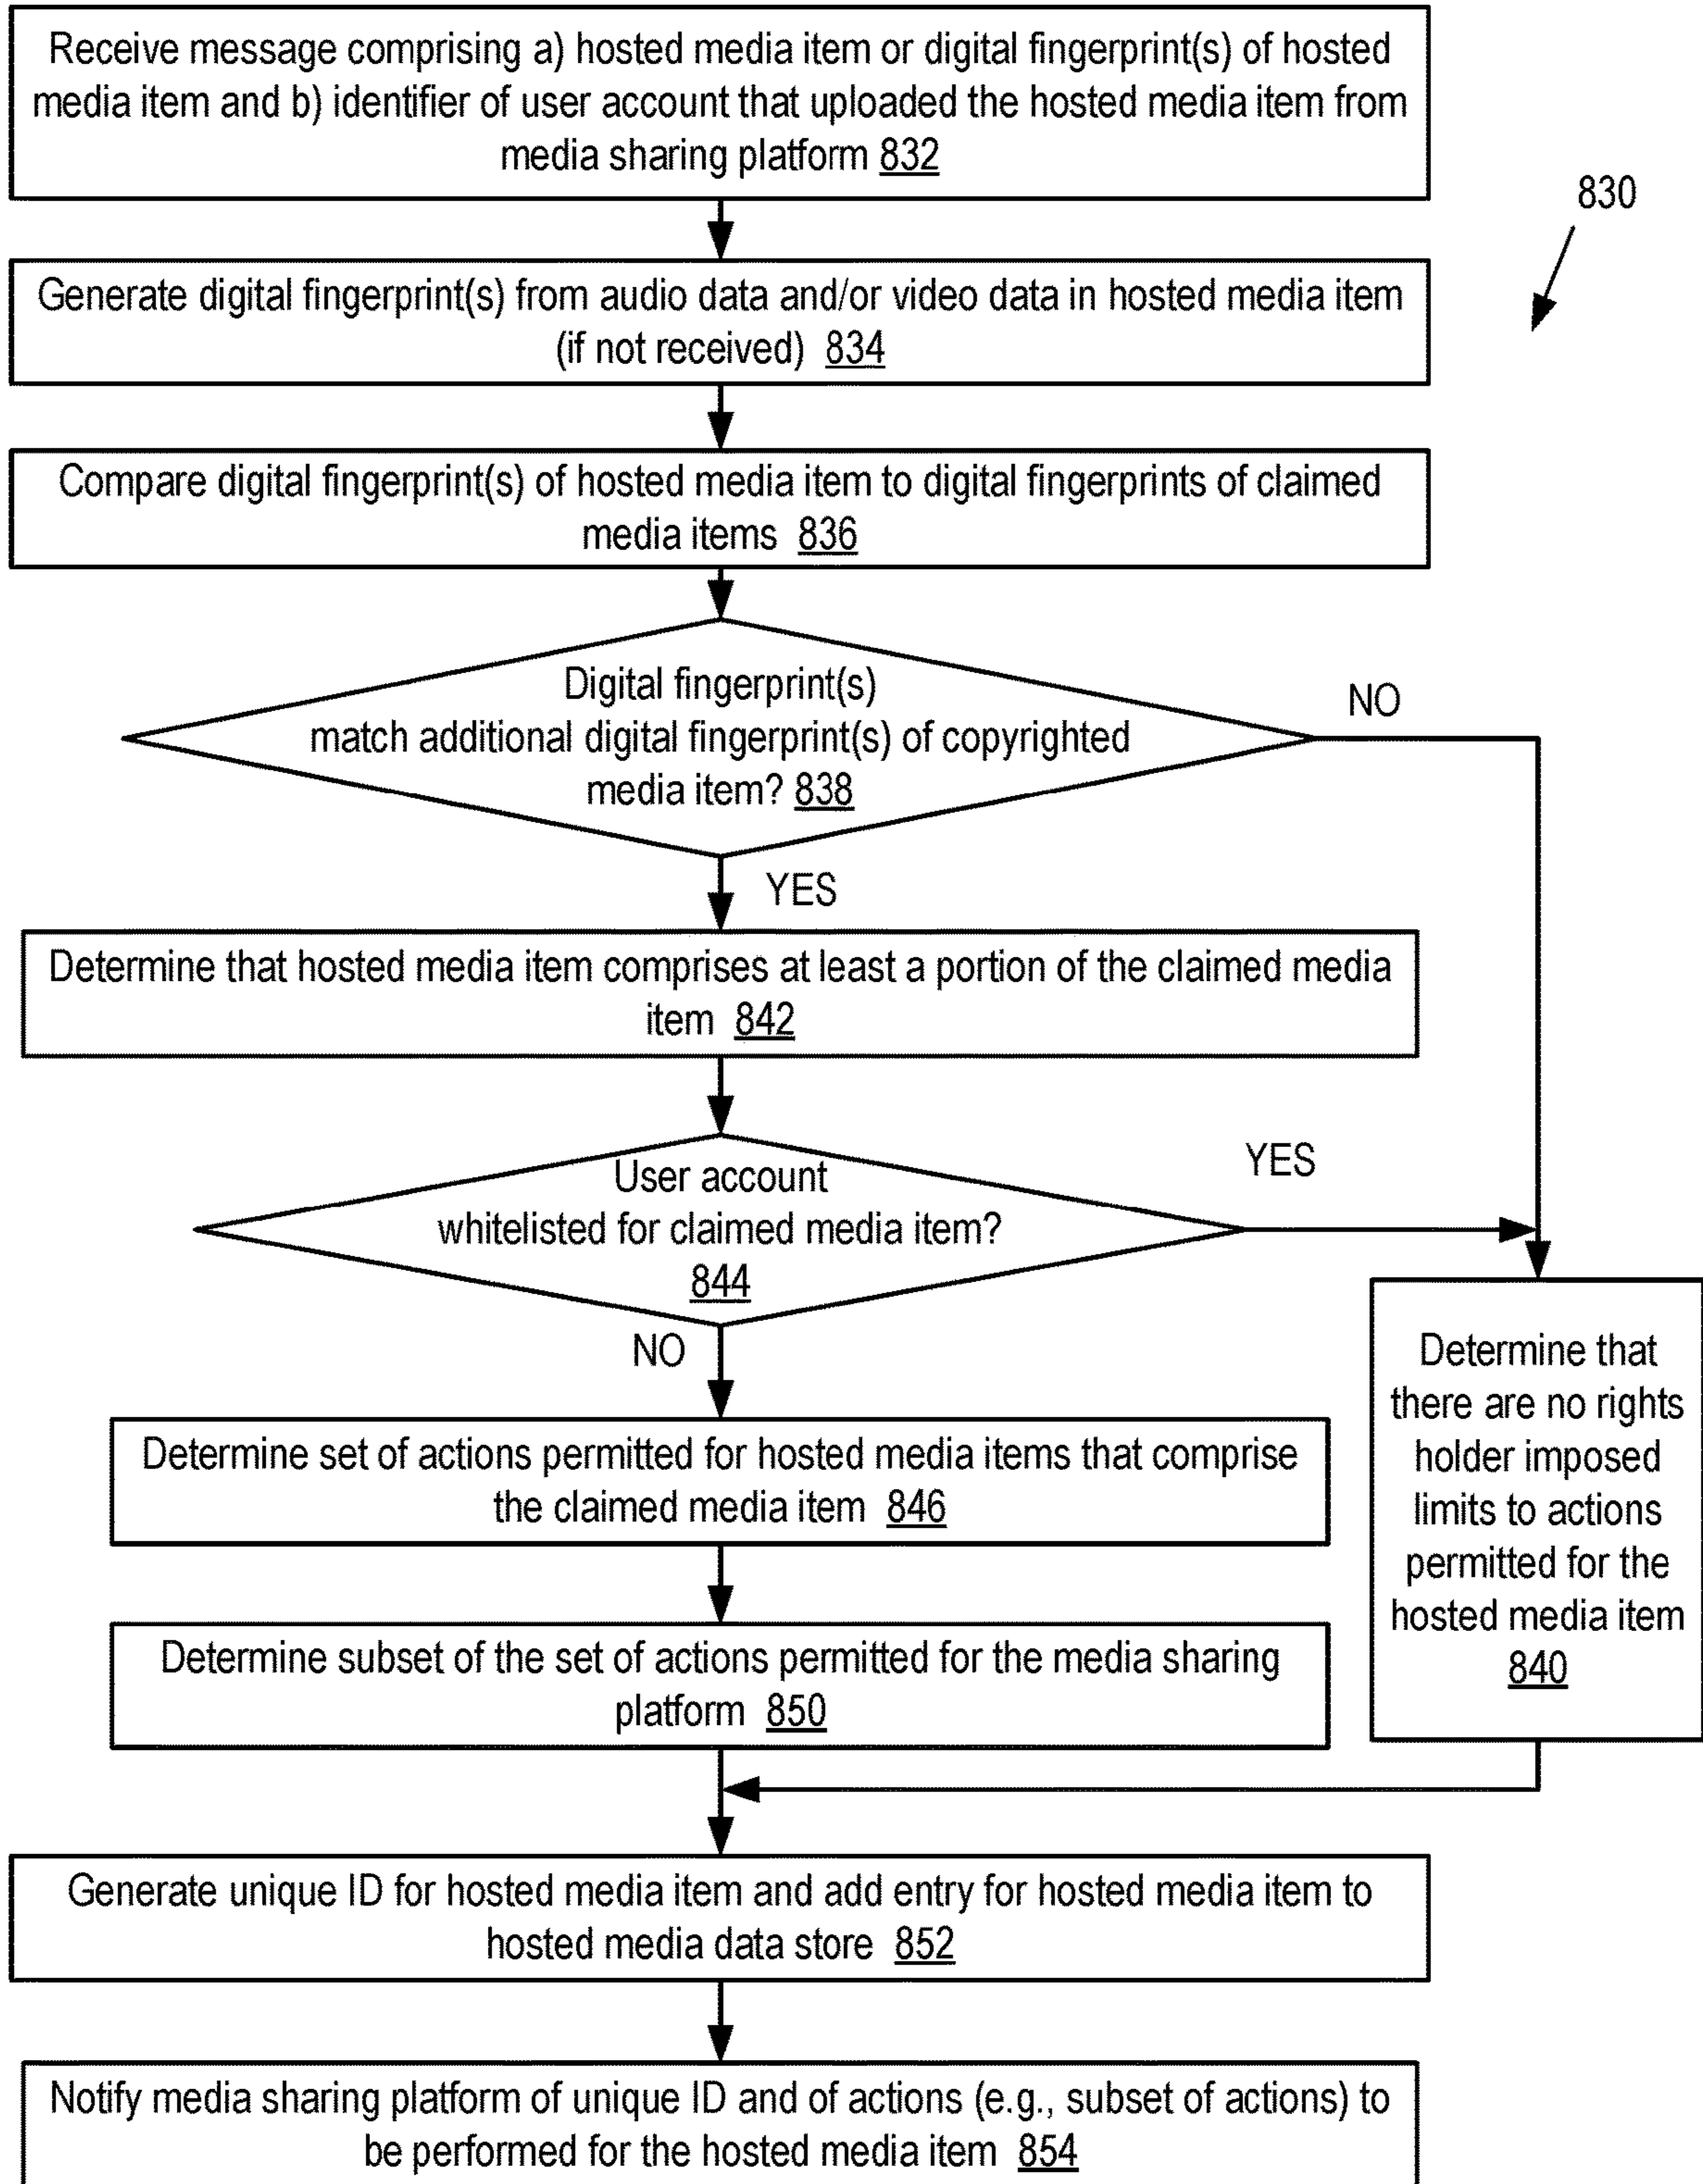 Receive message comprising a) hosted media item or digital fingerprint(s) of hosted
media item and b) identifier of user account that uploaded the hosted media item from
media sharing platform 832
830
Generate digital fingerprint(s) from audio data and/or video data in hosted media item
(if not received) 834
Compare digital fingerprint(s) of hosted media item to digital fingerprints of claimed
media items 836
Digital fingerprint(s)
match additional digital fingerprint(s) of copyrighted
media item? 838
NO
YES
Determine that hosted media item comprises at least a portion of the claimed media
item 842
User account
whitelisted for claimed media item?
844
YES
NO
Determine that
there are no rights
holder imposed
limits to actions
permitted for the
hosted media item
840
Determine set of actions permitted for hosted media items that comprise
the claimed media item 846
Determine subset of the set of actions permitted for the media sharing
platform 850
Generate unique ID for hosted media item and add entry for hosted media item to
hosted media data store 852
Notify media sharing platform of unique ID and of actions (e.g., subset of actions) to
be performed for the hosted media item 854